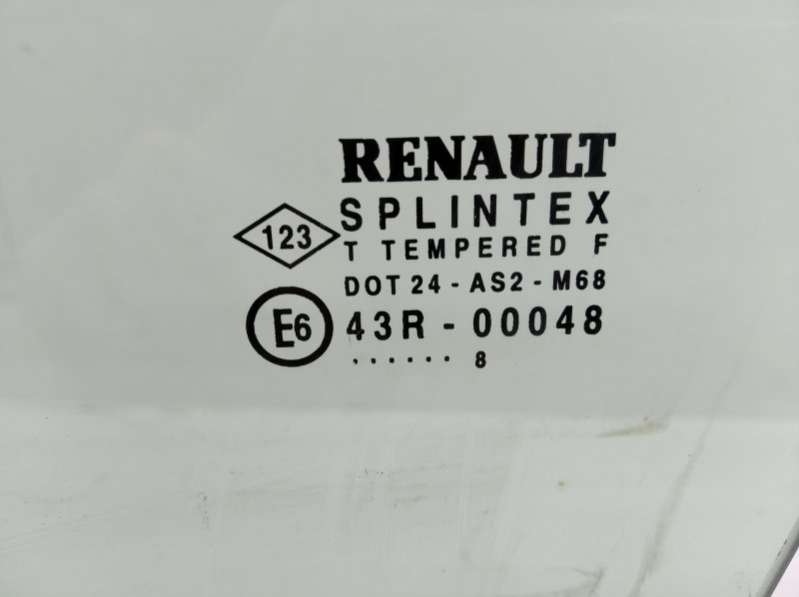 RENAULT
SPLINTEX
123
T TEMPERED F
DOT 24 - AS2 - M68
E6
43R - 00048
...... 8